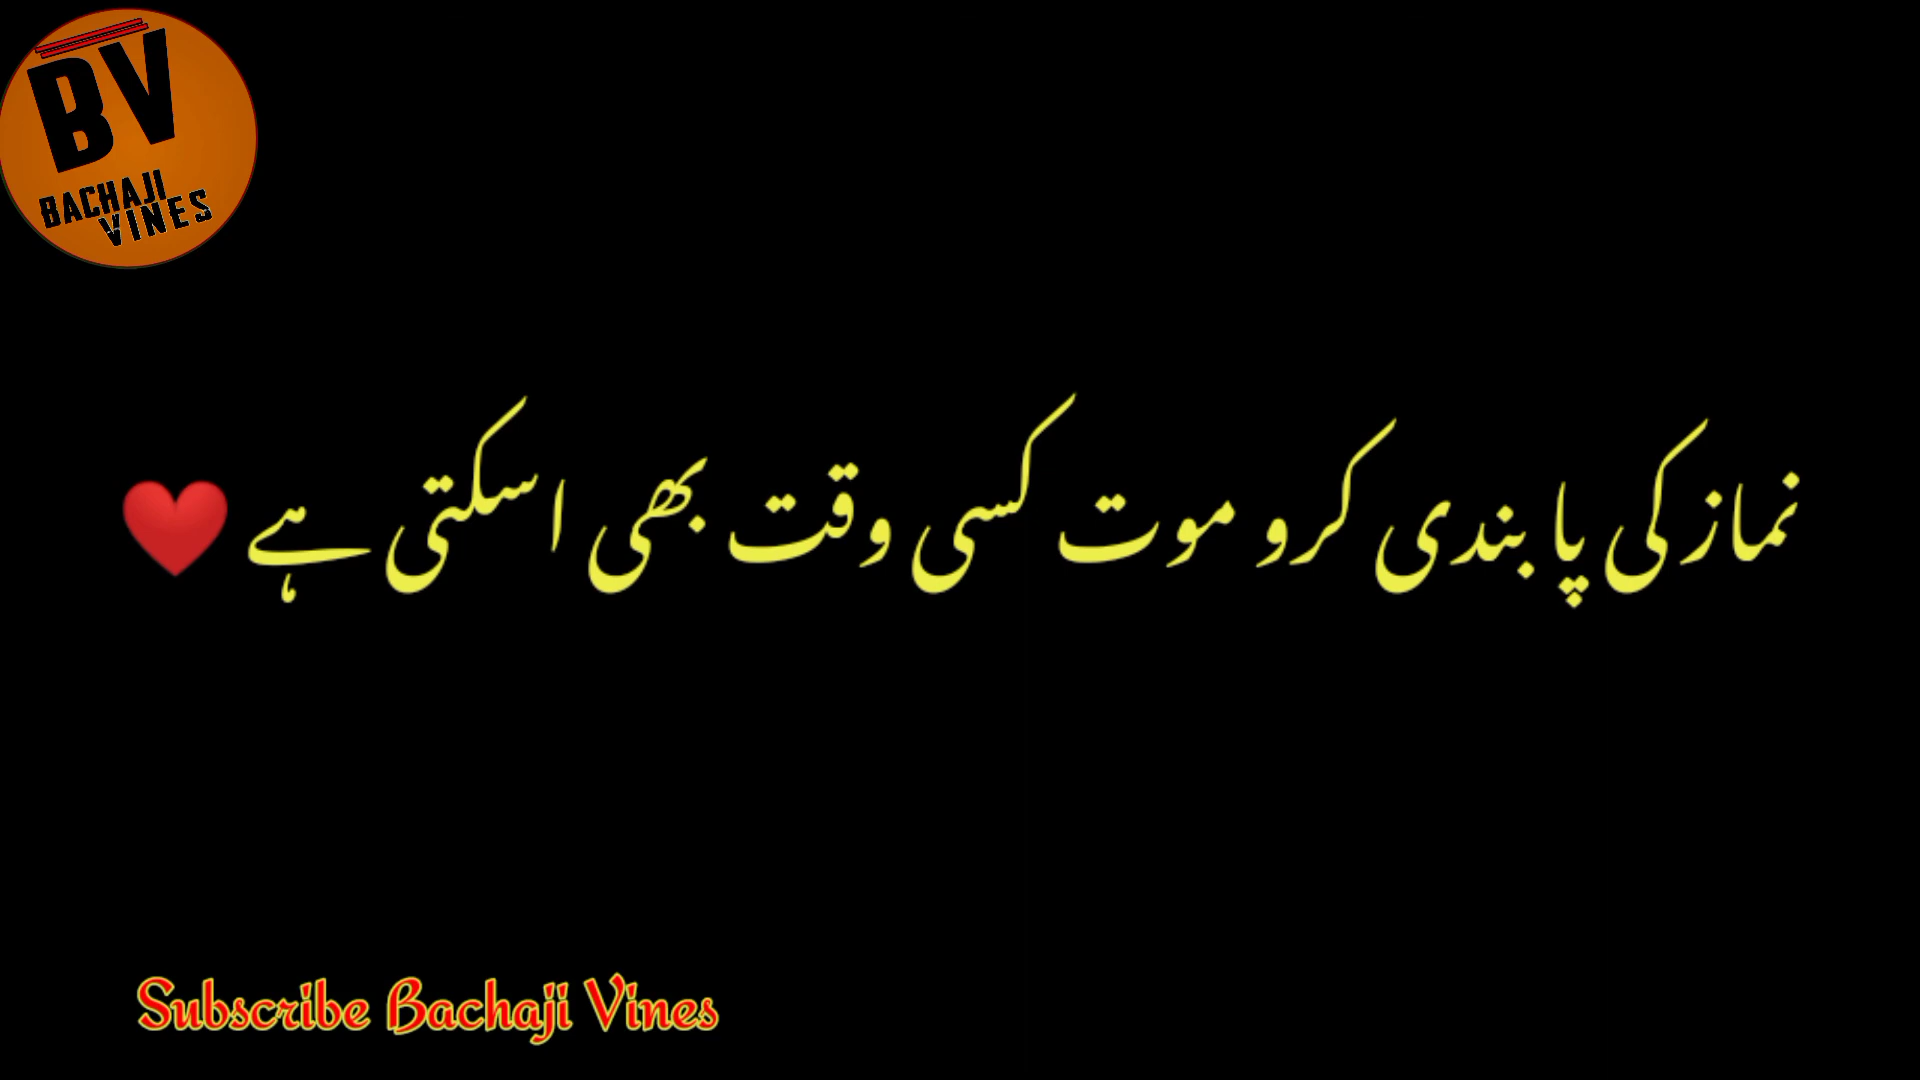 BV
BACHAJI
VINES
نماز کی پابندی کرو موت کسی وقت بھی اسکتی ہے ❤️
Subscribe Bachaji Vines